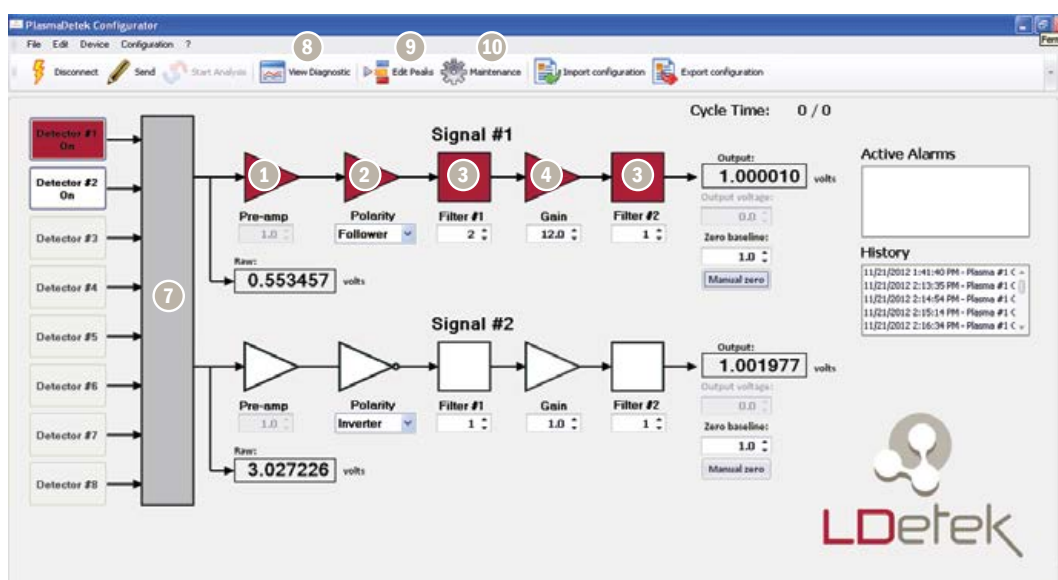 PlasmaDetek Configurator
File Edit Device Configuration ?
Ferm
8 9 10
Disconnect Send Start Analysis View Diagnostic Edit Peaks Maintenance Import configuration Export configuration
Cycle Time: 0 / 0
Detector #1
On
Detector #2
On
Detector #3
Detector #4
Detector #5
Detector #6
Detector #7
Detector #8
7
Signal #1
1 2 3 4 3
Pre-amp
1.0
Polarity
Follower
Filter #1
2
Gain
12.0
Filter #2
1
Output:
1.000010 volts
Output voltage:
0.0
Zero baseline:
1.0
Manual zero
Raw:
0.553457 volts
Signal #2
Pre-amp
1.0
Polarity
Inverter
Filter #1
1
Gain
1.0
Filter #2
1
Output:
1.001977 volts
Output voltage:
0.0
Zero baseline:
1.0
Manual zero
Raw:
3.027226 volts
Active Alarms
History
11/21/2012 1:41:40 PM - Plasma #1 C
11/21/2012 2:13:35 PM - Plasma #1 C
11/21/2012 2:14:54 PM - Plasma #1 C
11/21/2012 2:15:14 PM - Plasma #1 C
11/21/2012 2:16:34 PM - Plasma #1 C
LDetek